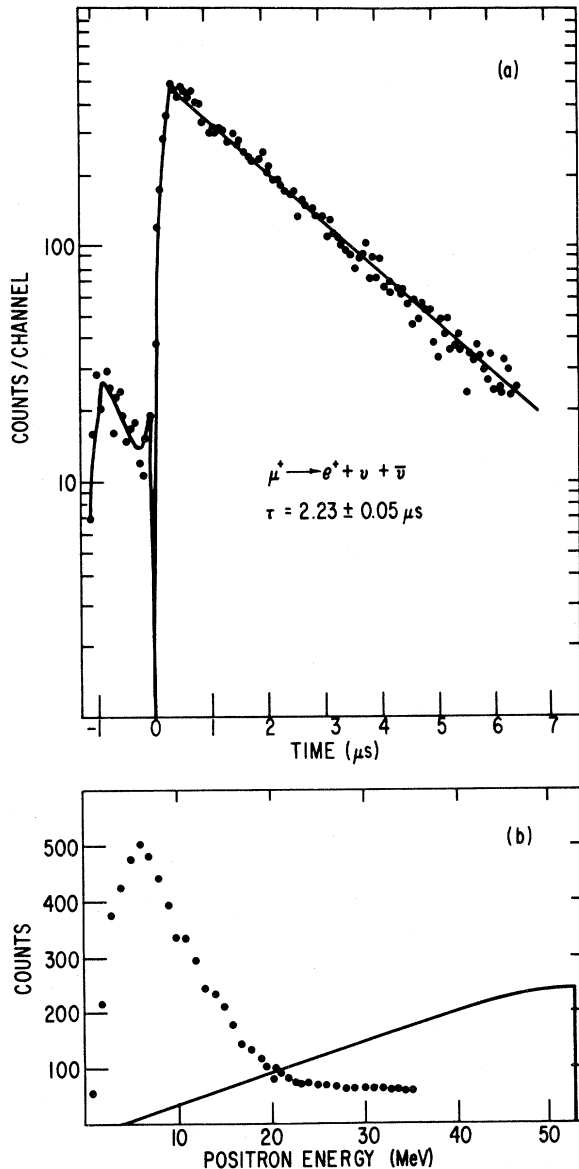 (a)
100
10
COUNTS/CHANNEL
μ⁺ → e⁺ + ν + ν̅
τ = 2.23 ± 0.05 μs
-1 0 1 2 3 4 5 6 7
TIME (μs)
(b)
500
400
300
200
100
COUNTS
10 20 30 40 50
POSITRON ENERGY (MeV)